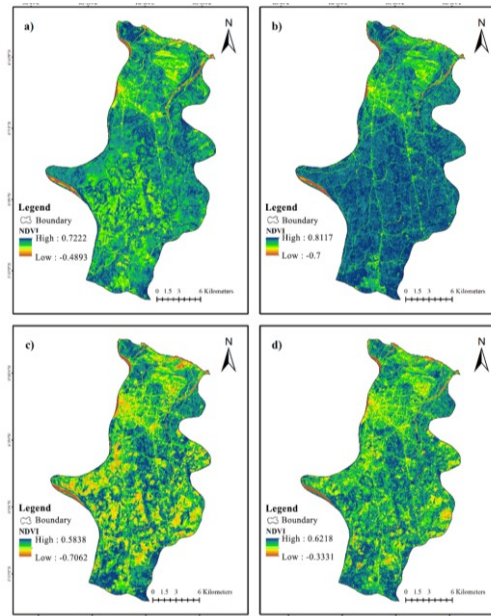 a)
N
Legend
Boundary
NDVI
High : 0.7222
Low : -0.4893
0 1.5 3 6 Kilometers
b)
N
Legend
Boundary
NDVI
High : 0.8117
Low : -0.7
0 1.5 3 6 Kilometers
c)
N
Legend
Boundary
NDVI
High : 0.5838
Low : -0.7062
0 1.5 3 6 Kilometers
d)
N
Legend
Boundary
NDVI
High : 0.6218
Low : -0.3331
0 1.5 3 6 Kilometers